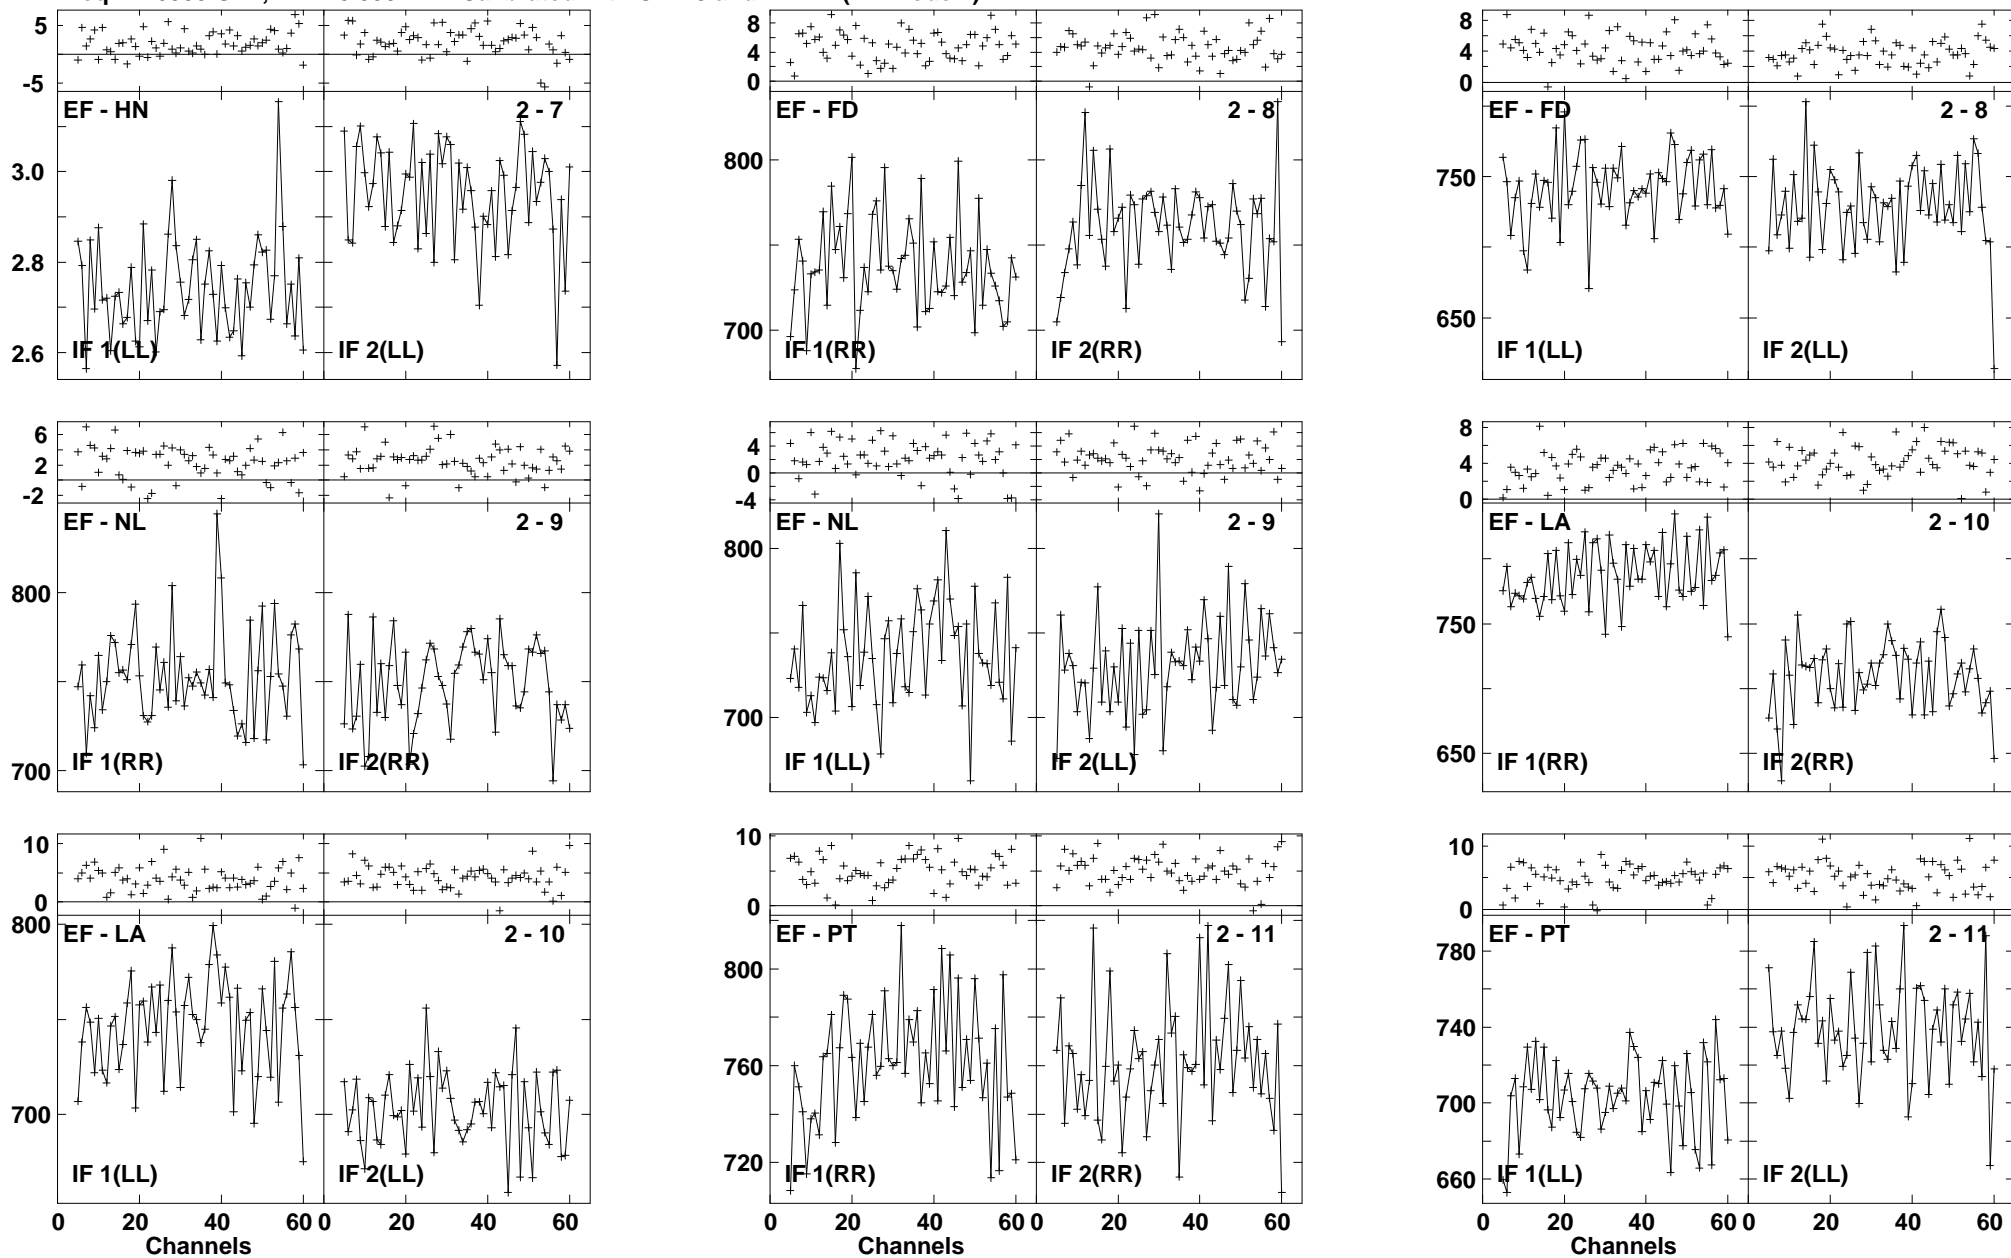 5
-5
EF - HN
2 - 7
3.0
2.8
2.6
IF 1(LL)
IF 2(LL)
8
4
0
EF - FD
2 - 8
800
700
IF 1(RR)
IF 2(RR)
8
4
0
EF - FD
2 - 8
750
650
IF 1(LL)
IF 2(LL)
6
2
-2
EF - NL
2 - 9
800
700
IF 1(RR)
IF 2(RR)
4
0
-4
EF - NL
2 - 9
800
700
IF 1(LL)
IF 2(LL)
8
4
0
EF - LA
2 - 10
750
650
IF 1(RR)
IF 2(RR)
10
0
EF - LA
2 - 10
800
700
IF 1(LL)
IF 2(LL)
0 20 40 60 0 20 40 60
Channels
10
0
EF - PT
2 - 11
800
760
720
IF 1(RR)
IF 2(RR)
0 20 40 60 0 20 40 60
Channels
10
0
EF - PT
2 - 11
780
740
700
660
IF 1(LL)
IF 2(LL)
0 20 40 60 0 20 40 60
Channels